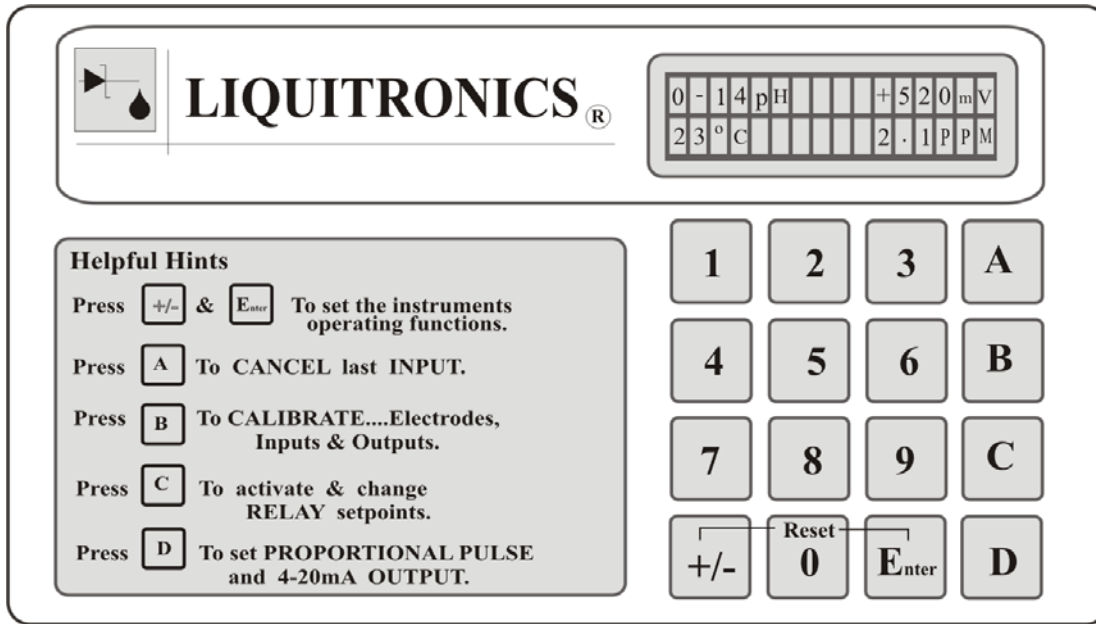 LIQUITRONICS ®
0-14pH +520mV
23°C 2.1PPM
Helpful Hints
Press +/- & Enter To set the instruments
operating functions.
Press A To CANCEL last INPUT.
Press B To CALIBRATE....Electrodes,
Inputs & Outputs.
Press C To activate & change
RELAY setpoints.
Press D To set PROPORTIONAL PULSE
and 4-20mA OUTPUT.
1 2 3 A
4 5 6 B
7 8 9 C
Reset
+/- 0 Enter D